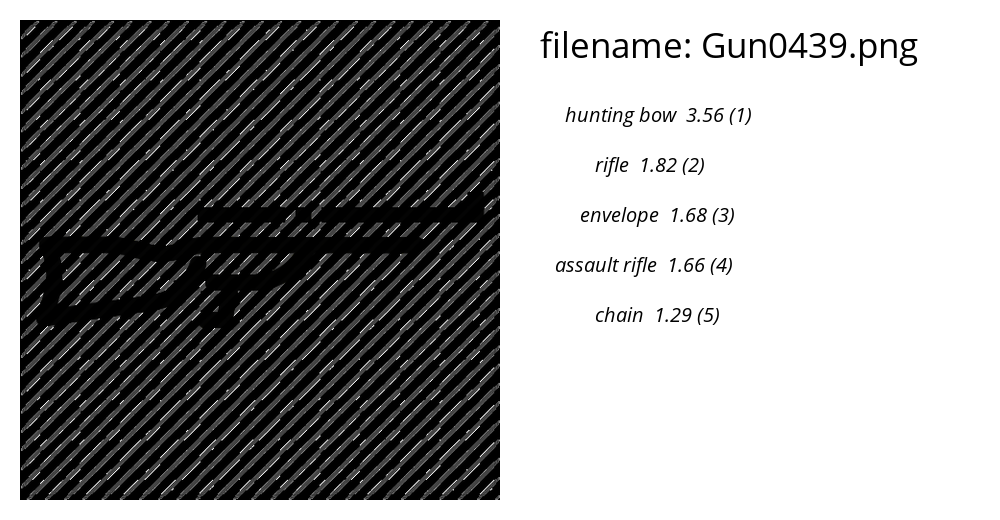 filename: Gun0439.png
hunting bow 3.56 (1)
rifle 1.82 (2)
envelope 1.68 (3)
assault rifle 1.66 (4)
chain 1.29 (5)